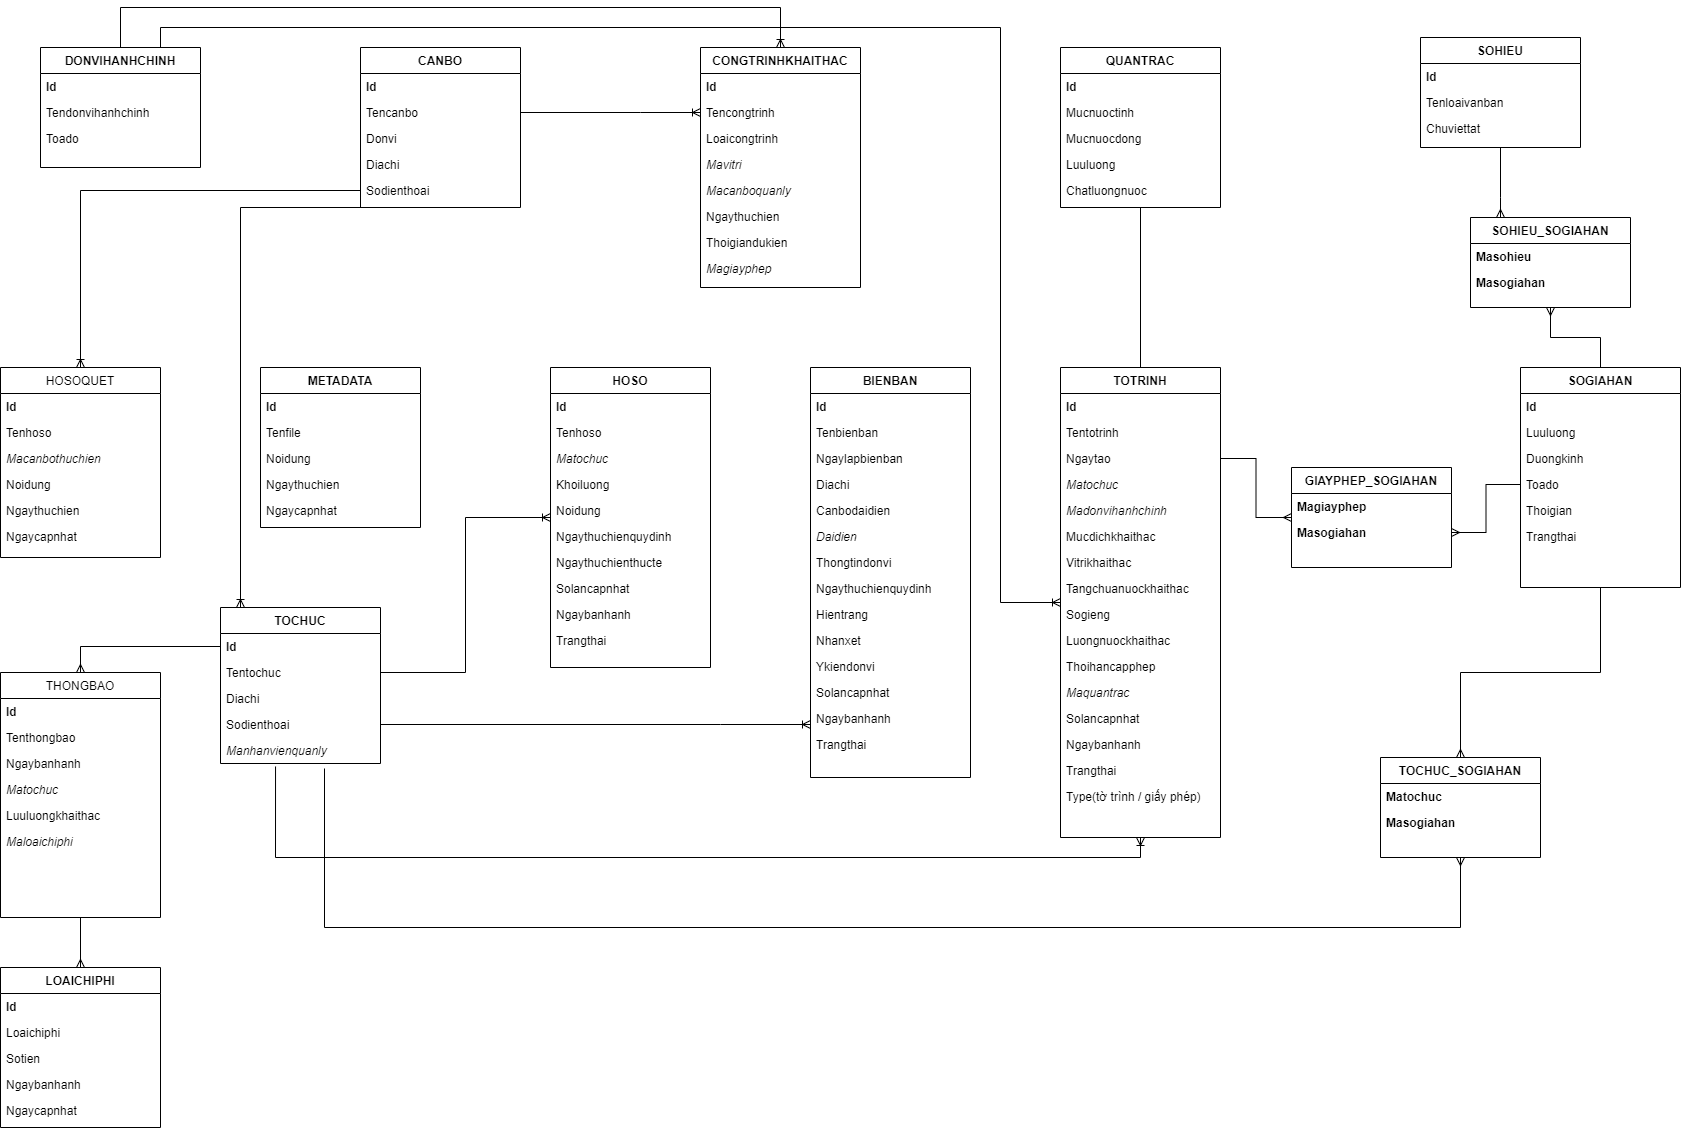 DONVIHANHCHINH
Id
Tendonvihanhchinh
Toado
CANBO
Id
Tencanbo
Donvi
Diachi
Sodienthoai
CONGTRINHKHAITHAC
Id
Tencongtrinh
Loaicongtrinh
Mavitri
Macanboquanly
Ngaythuchien
Thoigiandukien
Magiayphep
QUANTRAC
Id
Mucnuoctinh
Mucnuocdong
Luuluong
Chatluongnuoc
SOHIEU
Id
Tenloaivanban
Chuviettat
SOHIEU_SOGIAHAN
Masohieu
Masogiahan
HOSOQUET
Id
Tenhoso
Macanbothuchien
Noidung
Ngaythuchien
Ngaycapnhat
METADATA
Id
Tenfile
Noidung
Ngaythuchien
Ngaycapnhat
HOSO
Id
Tenhoso
Matochuc
Khoiluong
Noidung
Ngaythuchienquydinh
Ngaythuchienthucte
Solancapnhat
Ngaybanhanh
Trangthai
BIENBAN
Id
Tenbienban
Ngaylapbienban
Diachi
Canbodaidien
Daidien
Thongtindonvi
Ngaythuchienquydinh
Hientrang
Nhanxet
Ykiendonvi
Solancapnhat
Ngaybanhanh
Trangthai
TOTRINH
Id
Tentotrinh
Ngaytao
Matochuc
Madonvihanhchinh
Mucdichkhaithac
Vitrikhaithac
Tangchuanuockhaithac
Sogieng
Luongnuockhaithac
Thoihancapphep
Maquantrac
Solancapnhat
Ngaybanhanh
Trangthai
Type(tờ trình / giấy phép)
GIAYPHEP_SOGIAHAN
Magiayphep
Masogiahan
SOGIAHAN
Id
Luuluong
Duongkinh
Toado
Thoigian
Trangthai
TOCHUC
Id
Tentochuc
Diachi
Sodienthoai
Manhanvienquanly
THONGBAO
Id
Tenthongbao
Ngaybanhanh
Matochuc
Luuluongkhaithac
Maloaichiphi
TOCHUC_SOGIAHAN
Matochuc
Masogiahan
LOAICHIPHI
Id
Loaichiphi
Sotien
Ngaybanhanh
Ngaycapnhat